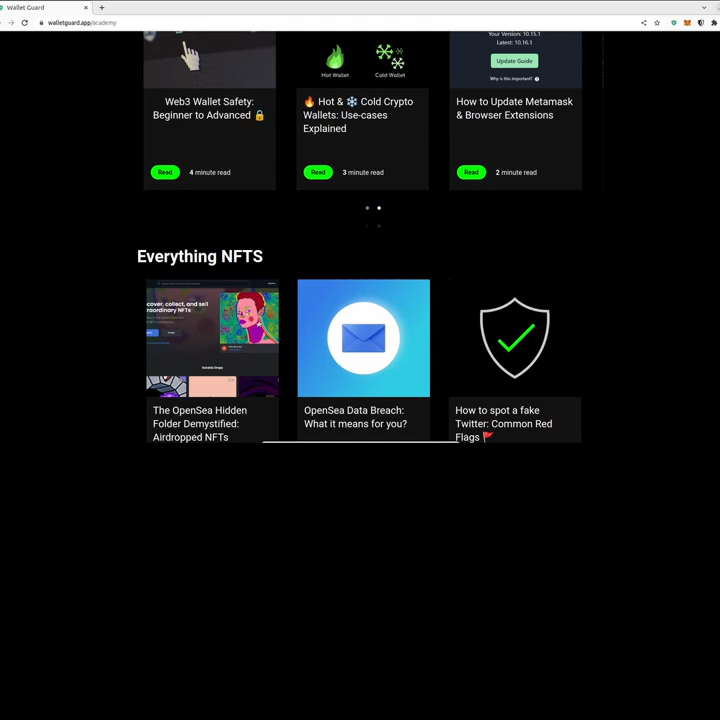 Wallet Guard
walletguard.app/academy
Your Version: 10.15.1
Latest: 10.16.1
Update Guide
Why is this important?
Hot Wallet
Cold Wallet
Web3 Wallet Safety:
Beginner to Advanced 🔒
Read
4 minute read
🔥 Hot & ❄️ Cold Crypto
Wallets: Use-cases
Explained
Read
3 minute read
How to Update Metamask
& Browser Extensions
Read
2 minute read
Everything NFTS
cover, collect, and sell
raordinary NFTs
Notable Drops
The OpenSea Hidden
Folder Demystified:
Airdropped NFTs
OpenSea Data Breach:
What it means for you?
How to spot a fake
Twitter: Common Red
Flags 🚩